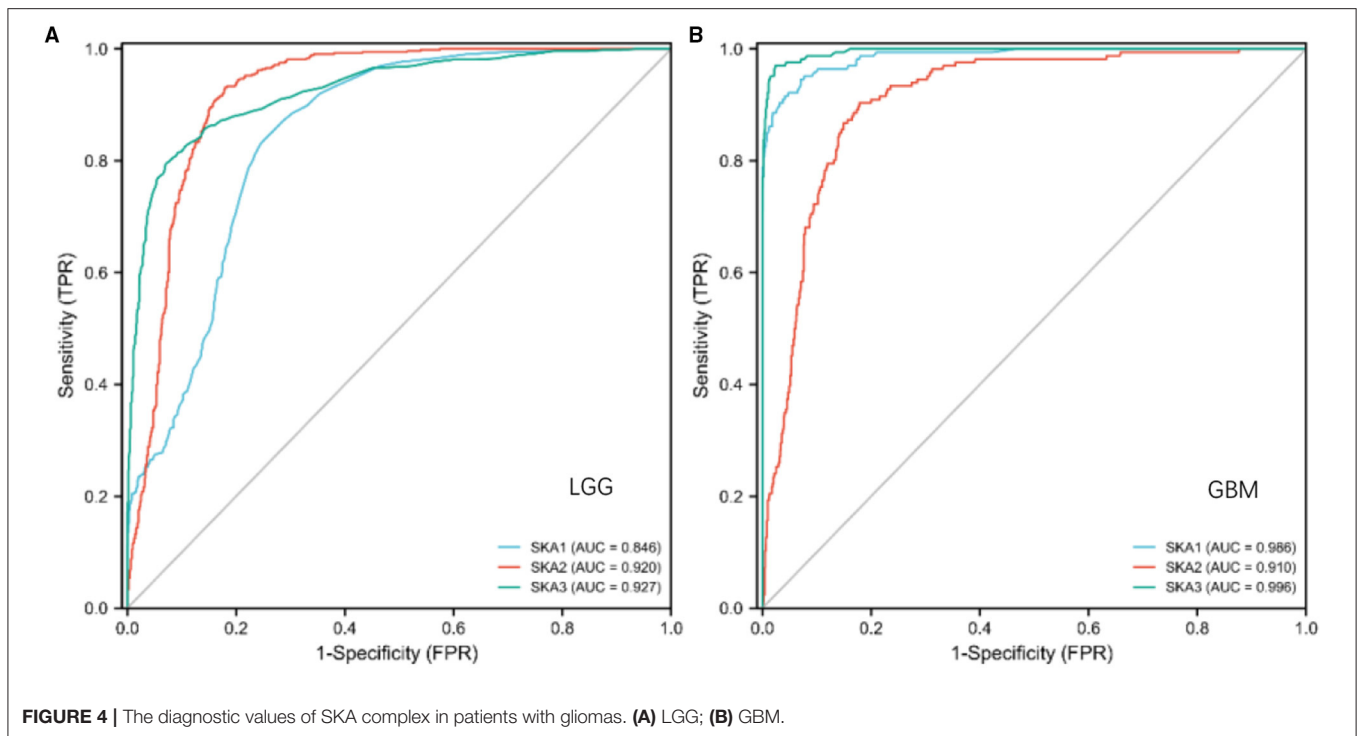 A
1.0
0.8
0.6
0.4
0.2
0.0
Sensitivity (TPR)
LGG
SKA1 (AUC = 0.846)
SKA2 (AUC = 0.920)
SKA3 (AUC = 0.927)
0.0 0.2 0.4 0.6 0.8 1.0
1-Specificity (FPR)
B
1.0
0.8
0.6
0.4
0.2
0.0
Sensitivity (TPR)
GBM
SKA1 (AUC = 0.986)
SKA2 (AUC = 0.910)
SKA3 (AUC = 0.996)
0.0 0.2 0.4 0.6 0.8 1.0
1-Specificity (FPR)
FIGURE 4 | The diagnostic values of SKA complex in patients with gliomas. (A) LGG; (B) GBM.